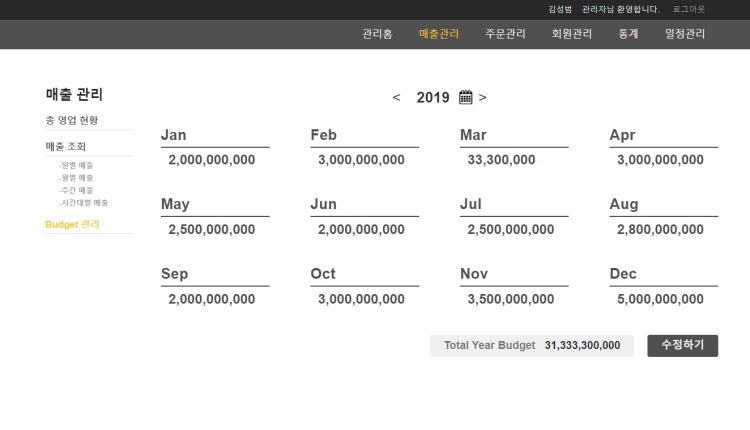 김성범 관리자님 환영합니다. 로그아웃
관리홈 매출관리 주문관리 회원관리 통계 일정관리
매출 관리
총 영업 현황
매출 조회
-일별 매출
-월별 매출
-주간 매출
-시간대별 매출
Budget 관리
< 2019 >
Jan Feb Mar Apr
2,000,000,000 3,000,000,000 33,300,000 3,000,000,000
May Jun Jul Aug
2,500,000,000 2,000,000,000 2,500,000,000 2,800,000,000
Sep Oct Nov Dec
2,000,000,000 3,000,000,000 3,500,000,000 5,000,000,000
Total Year Budget 31,333,300,000 수정하기